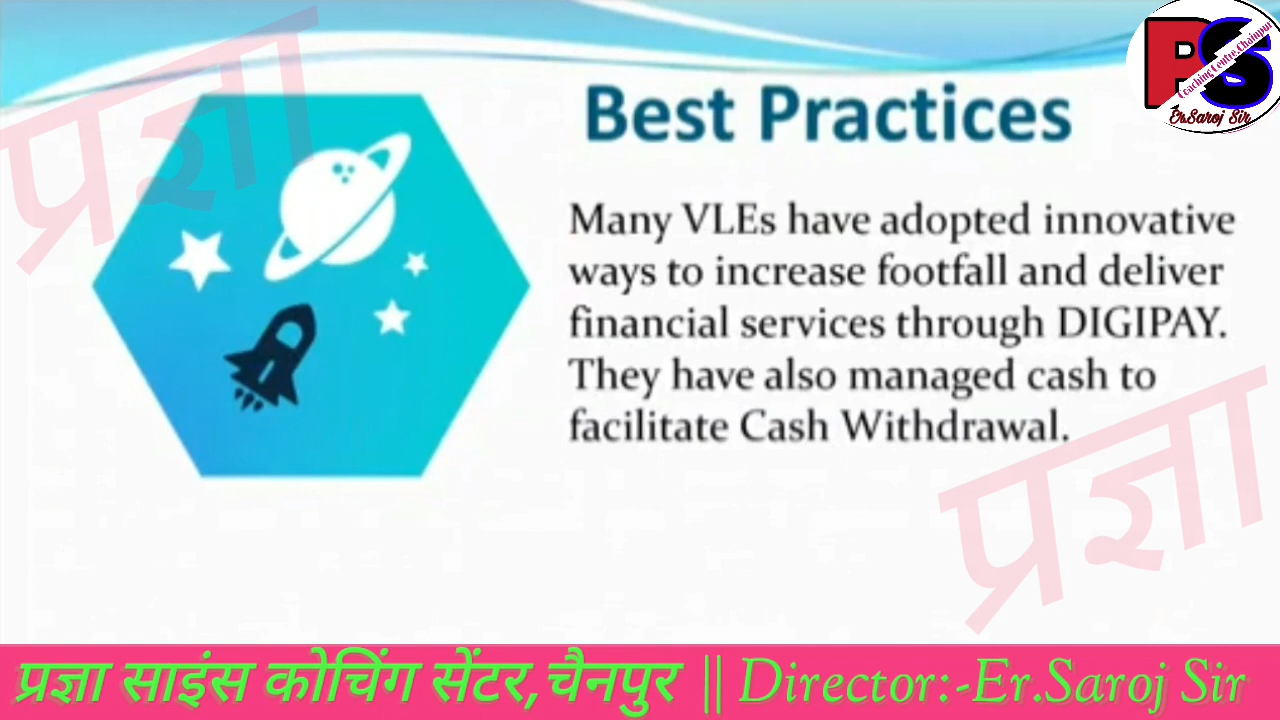 प्रज्ञा
PS
Coaching Centre, Chainpur
Er.Saroj Sir
Best Practices
Many VLEs have adopted innovative
ways to increase footfall and deliver
financial services through DIGIPAY.
They have also managed cash to
facilitate Cash Withdrawal.
प्रज्ञा
प्रज्ञा साइंस कोचिंग सेंटर,चैनपुर || Director:-Er.Saroj Sir